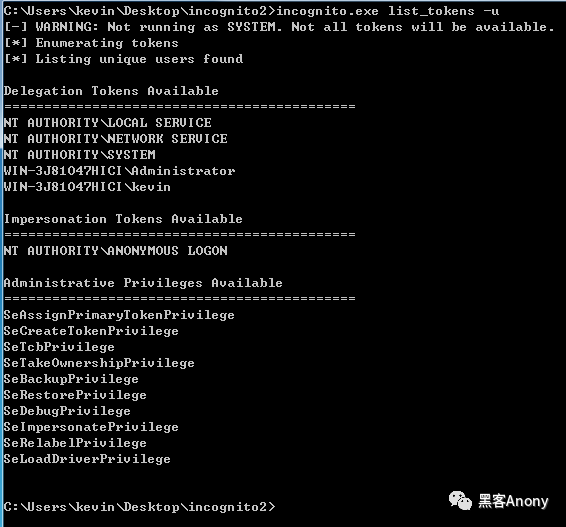 C:\Users\kevin\Desktop\incognito2>incognito.exe list_tokens -u
[-] WARNING: Not running as SYSTEM. Not all tokens will be available.
[*] Enumerating tokens
[*] Listing unique users found
Delegation Tokens Available
============================================
NT AUTHORITY\LOCAL SERVICE
NT AUTHORITY\NETWORK SERVICE
NT AUTHORITY\SYSTEM
WIN-3J81O47HICI\Administrator
WIN-3J81O47HICI\kevin
Impersonation Tokens Available
============================================
NT AUTHORITY\ANONYMOUS LOGON
Administrative Privileges Available
============================================
SeAssignPrimaryTokenPrivilege
SeCreateTokenPrivilege
SeTcbPrivilege
SeTakeOwnershipPrivilege
SeBackupPrivilege
SeRestorePrivilege
SeDebugPrivilege
SeImpersonatePrivilege
SeRelabelPrivilege
SeLoadDriverPrivilege
C:\Users\kevin\Desktop\incognito2>
黑客Anony